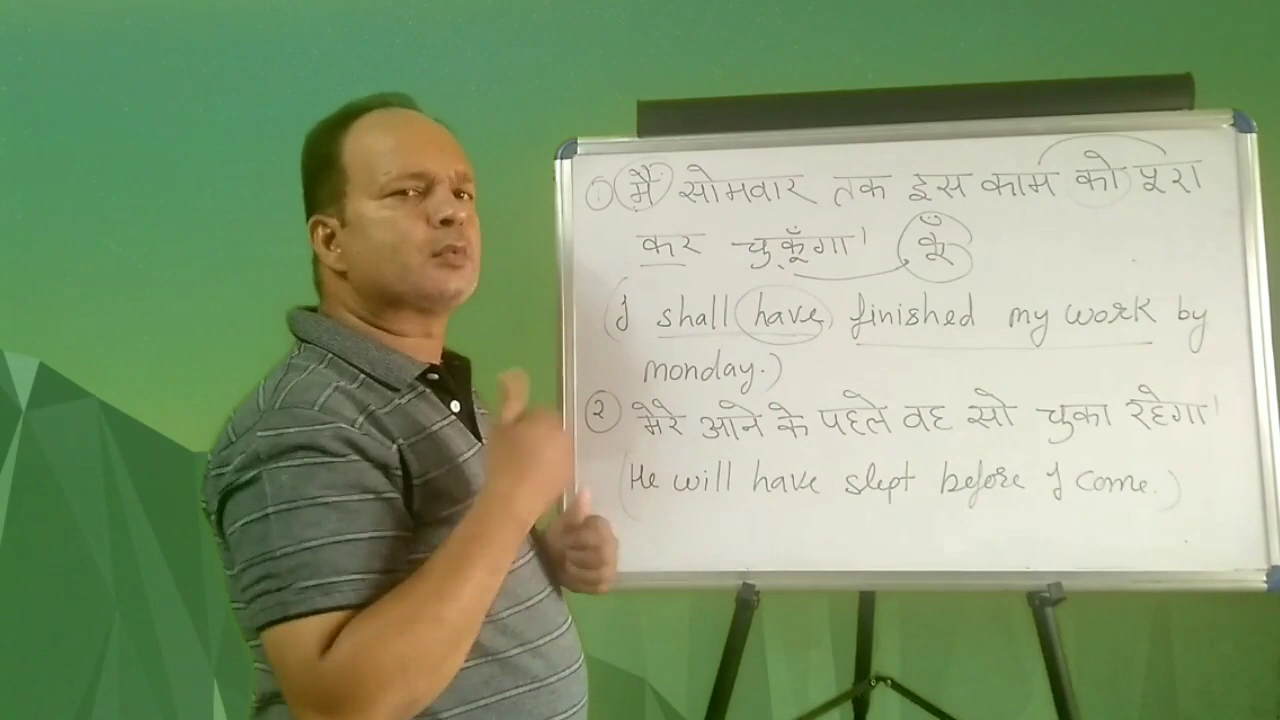 ① मैं सोमवार तक इस काम को पूरा
कर चुकूँगा। कूँ
(I shall have finished my work by
monday.)
② मेरे आने के पहले वह सो चुका रहेगा।
(He will have slept before I come.)